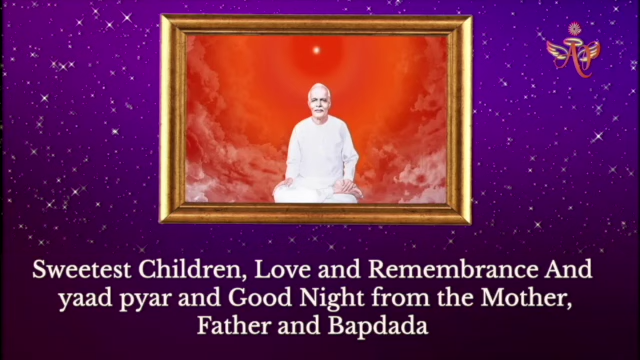 Sweetest Children, Love and Remembrance And
yaad pyar and Good Night from the Mother,
Father and Bapdada